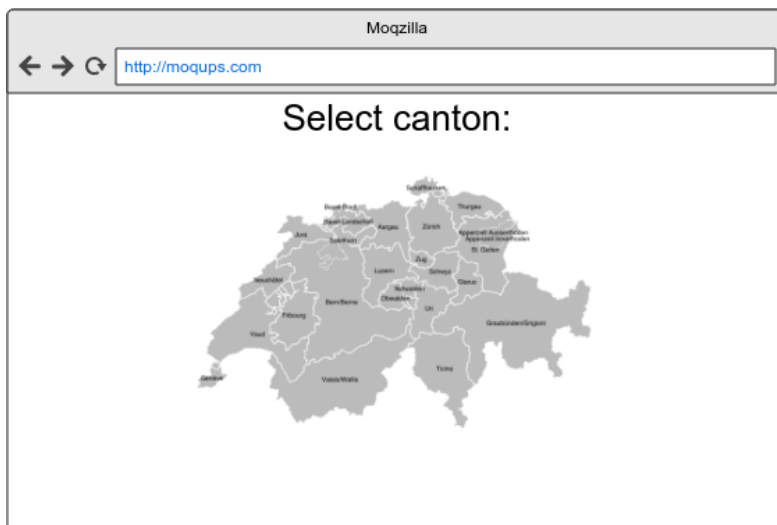 Moqzilla
http://moqups.com
Select canton:
Schaffhausen
Thurgau
Basel-Stadt
Basel-Landschaft
Aargau
Zürich
Jura
Solothurn
Appenzell Ausserrhoden
Appenzell Innerrhoden
St. Gallen
Zug
Luzern
Schwyz
Neuchâtel
Glarus
Nidwalden
Obwalden
Bern/Berne
Uri
Fribourg
Graubünden/Grigioni
Vaud
Ticino
Genève
Valais/Wallis